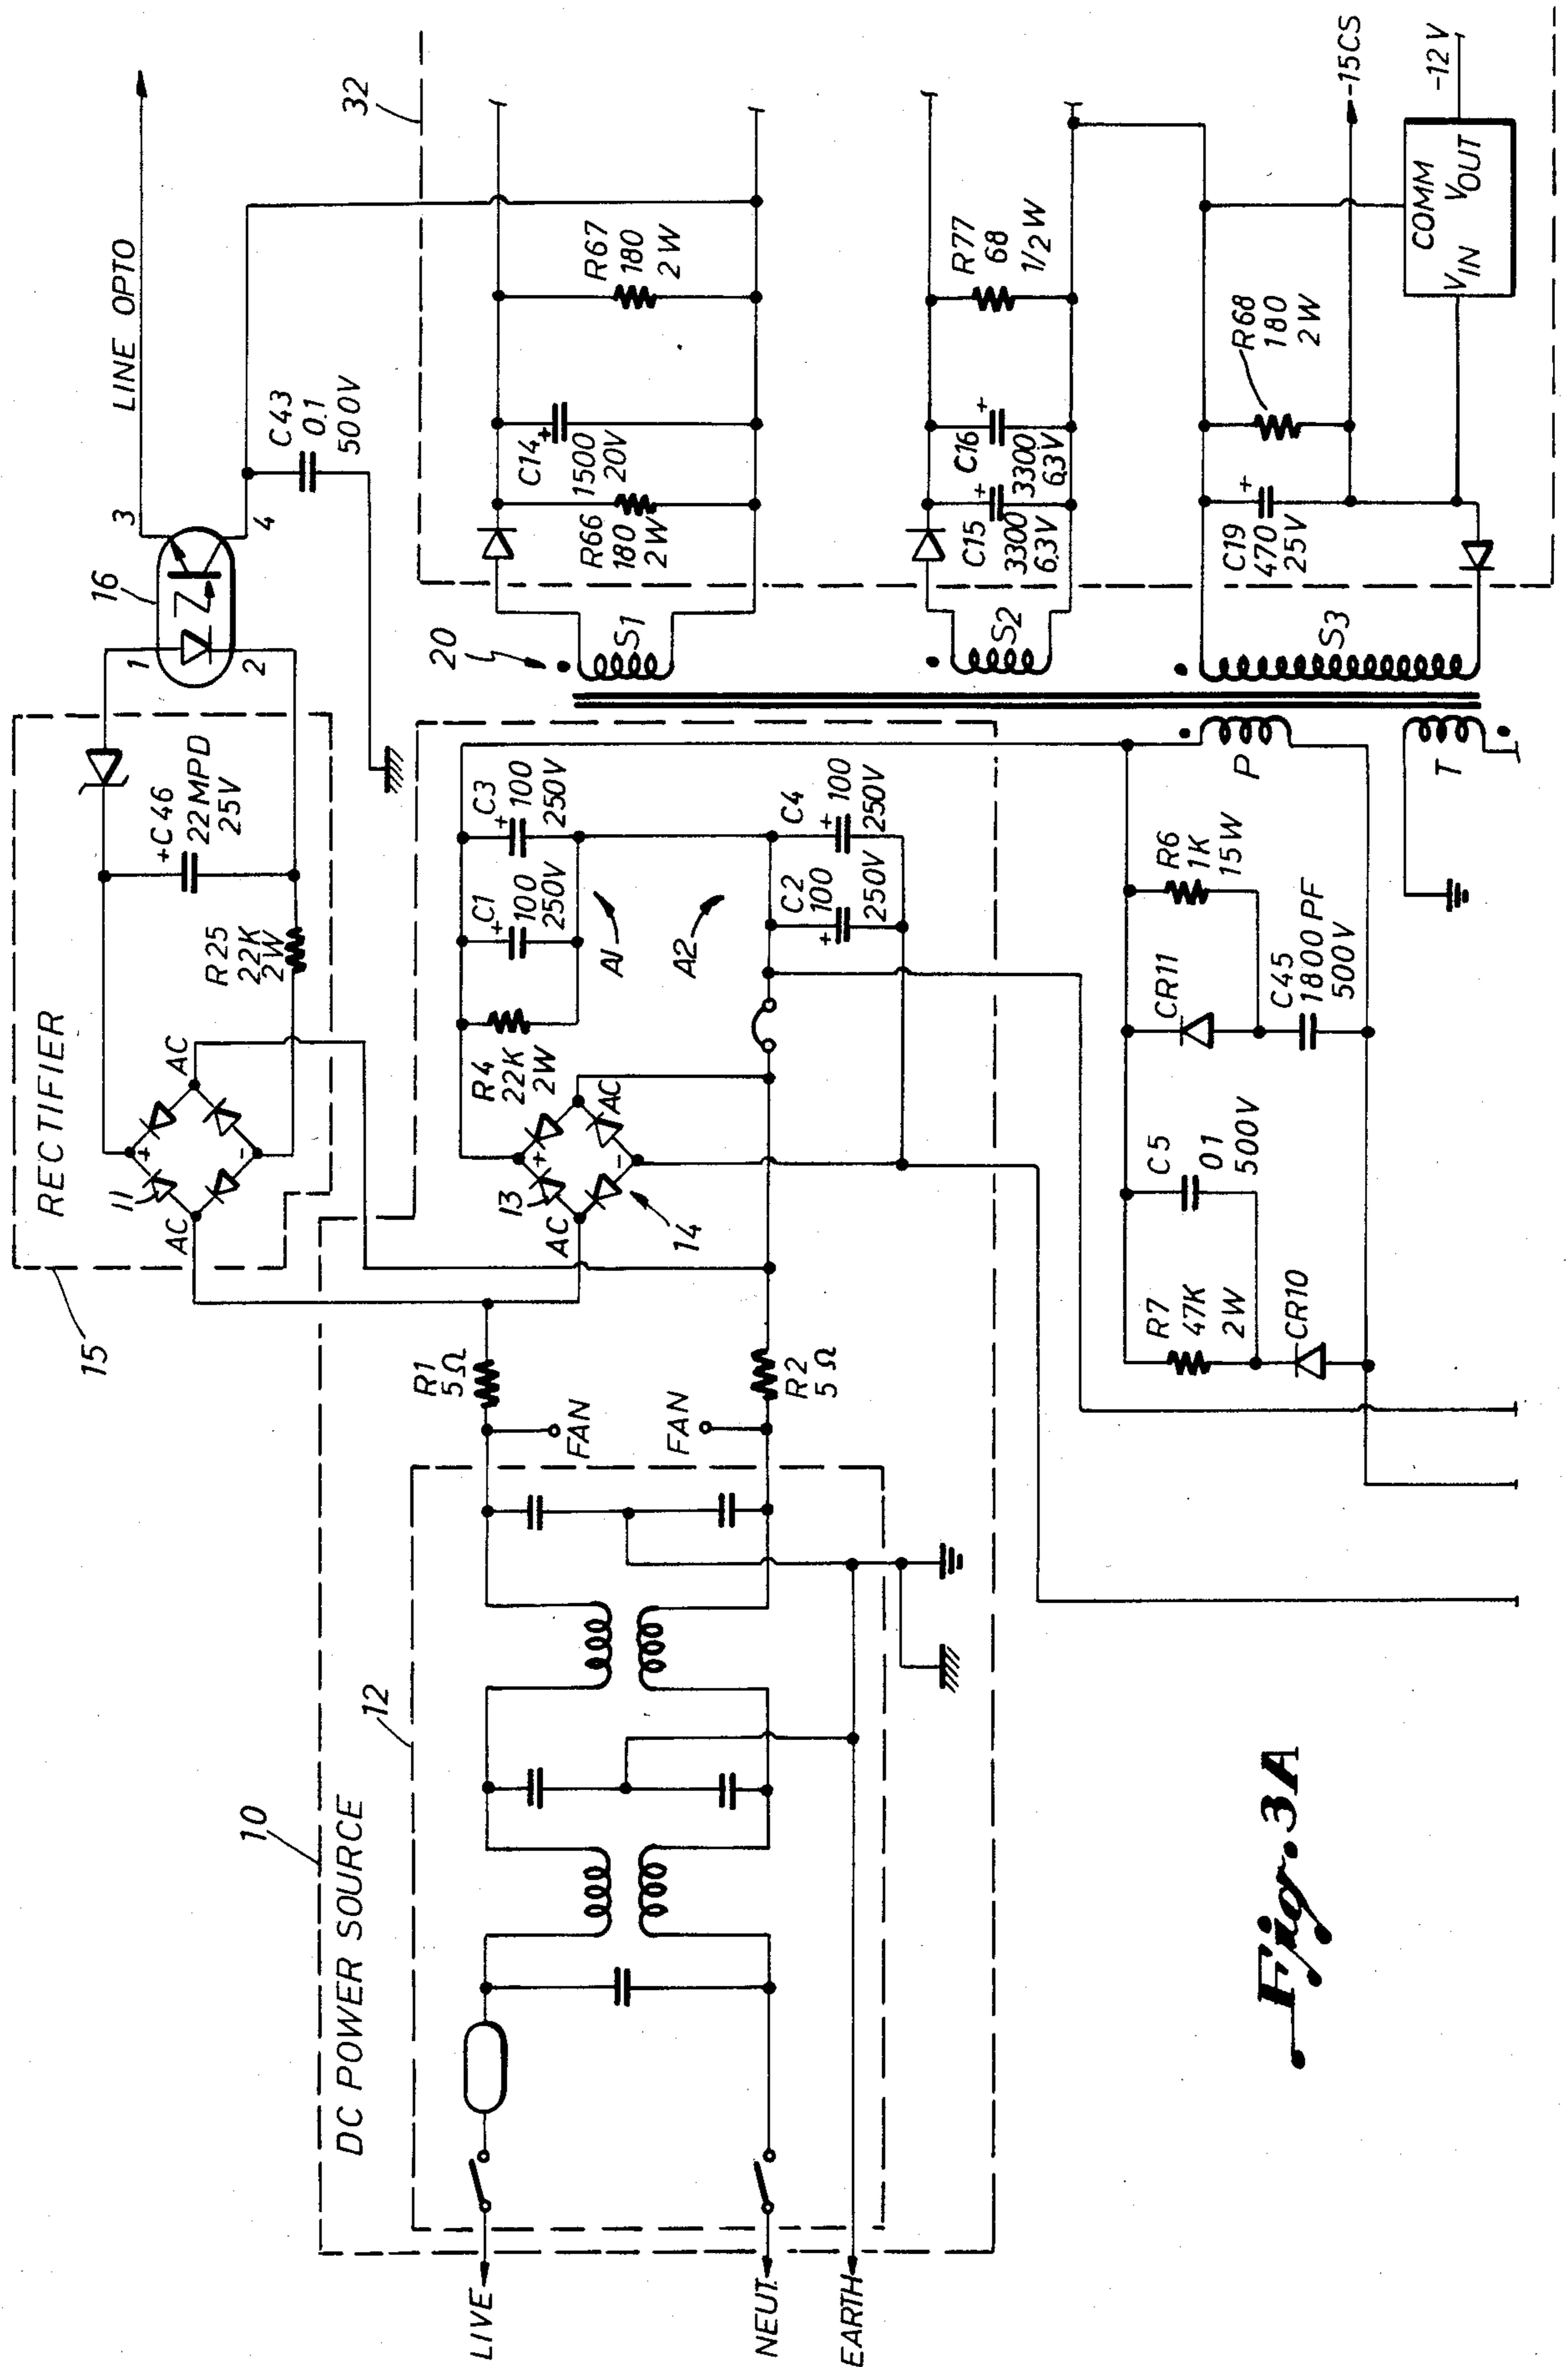 LINE OPTO
3
4
16
1
2
C43
0.1
500V
32
RECTIFIER
15
11
AC
AC
+
-
R25
22K
2W
+C46
22MPD
25V
20
S1
R66
180
2W
C14
+
1500
20V
R67
180
2W
S2
C15
+
3300
6.3V
C16
+
3300
6.3V
R77
68
1/2 W
S3
C19
+
470
25V
R68
180
2W
-15CS
COMM
VIN
VOUT
-12V
10
DC POWER SOURCE
12
LIVE
NEUT.
EARTH
FAN
FAN
R1
5Ω
R2
5Ω
13
14
AC
AC
+
-
R4
22K
2W
C1
+
100
250V
C3
+
100
250V
A1
A2
C2
+
100
250V
C4
+
100
250V
P
T
R7
47K
2W
CR10
C5
01
500V
CR11
C45
1800PF
500V
R6
1K
15W
Fig. 3A